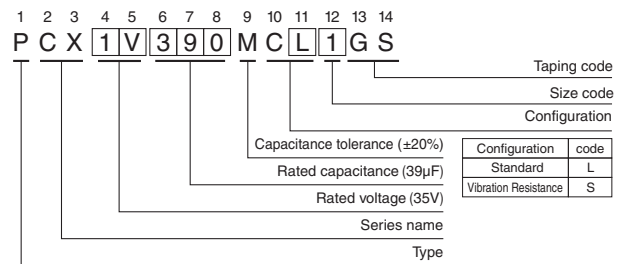 1 2 3 4 5 6 7 8 9 10 11 12 13 14
P C X 1 V 3 9 0 M C L 1 G S
Taping code
Size code
Configuration
Capacitance tolerance (±20%)
Rated capacitance (39µF)
Rated voltage (35V)
Series name
Type
Configuration code
Standard L
Vibration Resistance S